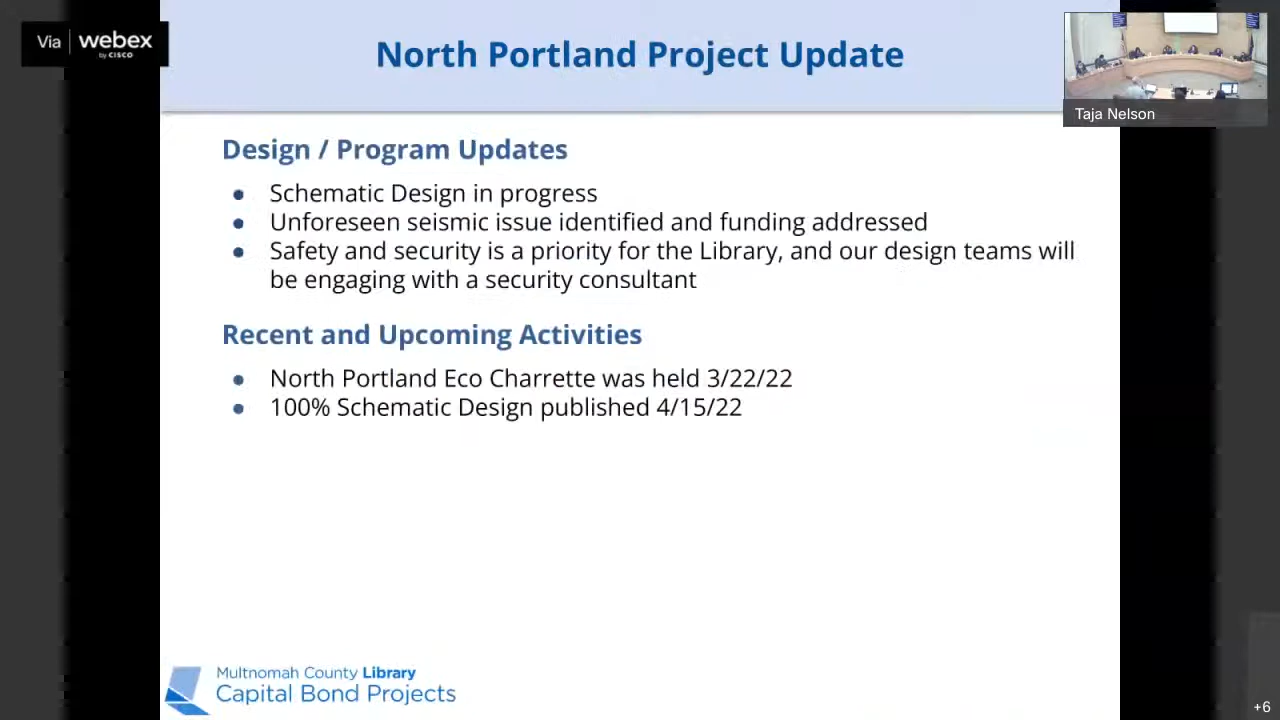 Via webex
by CISCO
North Portland Project Update
Taja Nelson
Design / Program Updates
● Schematic Design in progress
● Unforeseen seismic issue identified and funding addressed
● Safety and security is a priority for the Library, and our design teams will
be engaging with a security consultant
Recent and Upcoming Activities
● North Portland Eco Charrette was held 3/22/22
● 100% Schematic Design published 4/15/22
Multnomah County Library
Capital Bond Projects
+6